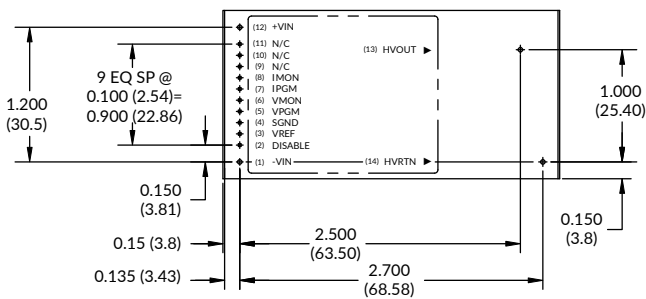 (12) +VIN
(11) N/C
(10) N/C
(9) N/C
(8) IMON
(7) IPGM
(6) VMON
(5) VPGM
(4) SGND
(3) VREF
(2) DISABLE
(1) -VIN
(13) HVOUT
(14) HVRTN
9 EQ SP @
0.100 (2.54)=
0.900 (22.86)
1.200
(30.5)
1.000
(25.40)
0.150
(3.81)
0.150
(3.8)
0.15 (3.8)
2.500
(63.50)
0.135 (3.43)
2.700
(68.58)